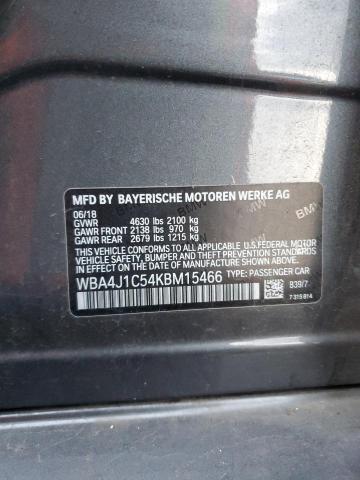 MFD BY BAYERISCHE MOTOREN WERKE AG
06/18
GVWR 4630 lbs 2100 kg
GAWR FRONT 2138 lbs 970 kg
GAWR REAR 2679 lbs 1215 kg
THIS VEHICLE CONFORMS TO ALL APPLICABLE U.S.FEDERAL MOTOR
VEHICLE SAFETY, BUMPER AND THEFT PREVENTION STANDARDS
IN EFFECT ON THE DATE OF MANUFACTURE SHOWN ABOVE.
WBA4J1C54KBM15466 TYPE: PASSENGER CAR
B39/7
7 315 814